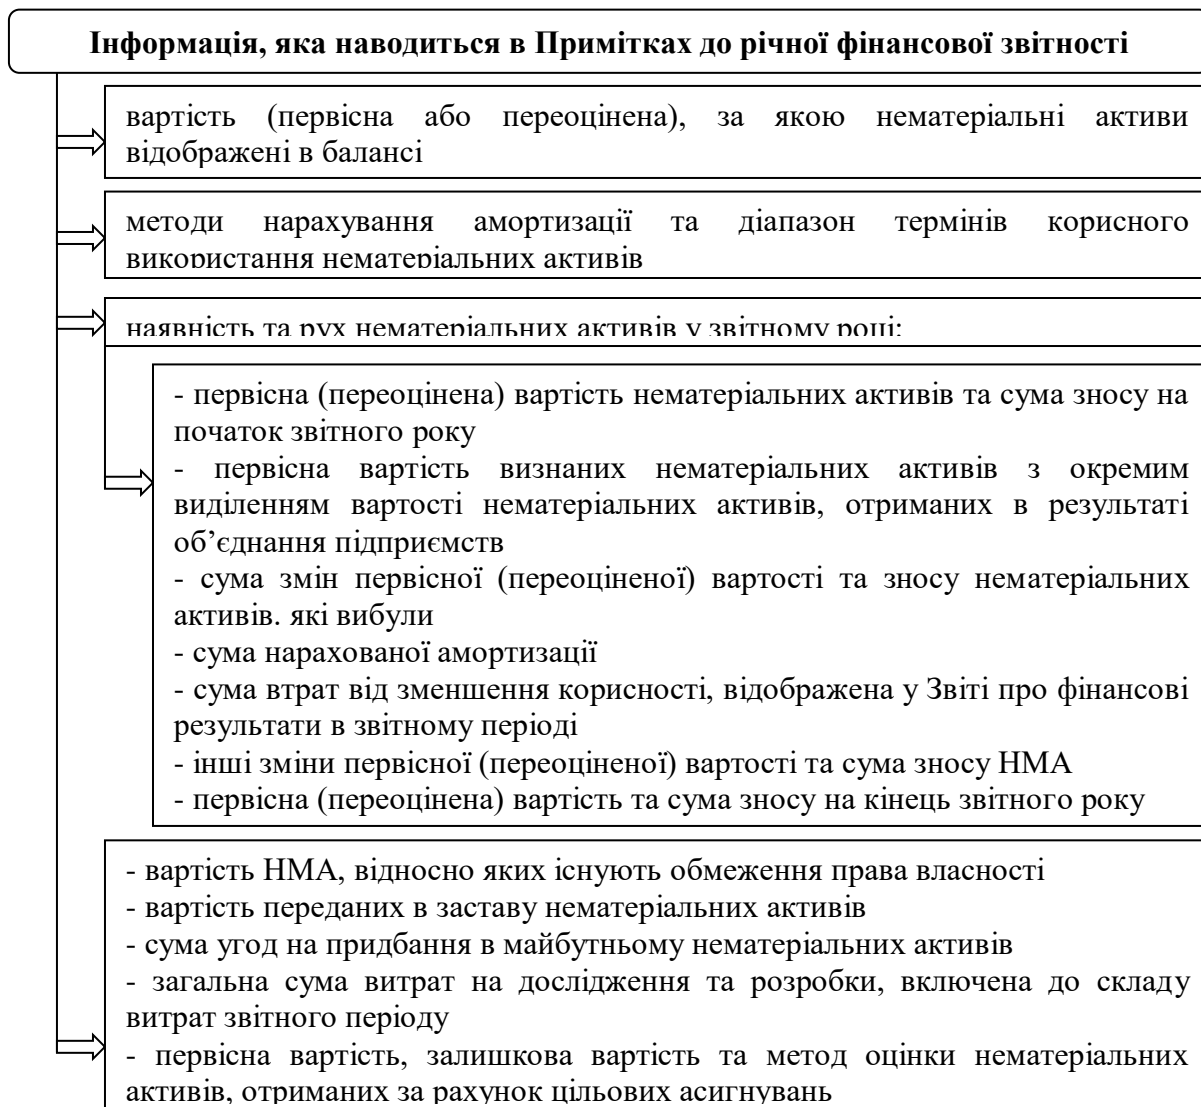 Інформація, яка наводиться в Примітках до річної фінансової звітності
вартість (первісна або переоцінена), за якою нематеріальні активи
відображені в балансі
методи нарахування амортизації та діапазон термінів корисного
використання нематеріальних активів
наявність та рух нематеріальних активів у звітному році:
- первісна (переоцінена) вартість нематеріальних активів та сума зносу на
початок звітного року
- первісна вартість визнаних нематеріальних активів з окремим
виділенням вартості нематеріальних активів, отриманих в результаті
об’єднання підприємств
- сума змін первісної (переоціненої) вартості та зносу нематеріальних
активів. які вибули
- сума нарахованої амортизації
- сума втрат від зменшення корисності, відображена у Звіті про фінансові
результати в звітному періоді
- інші зміни первісної (переоціненої) вартості та сума зносу НМА
- первісна (переоцінена) вартість та сума зносу на кінець звітного року
- вартість НМА, відносно яких існують обмеження права власності
- вартість переданих в заставу нематеріальних активів
- сума угод на придбання в майбутньому нематеріальних активів
- загальна сума витрат на дослідження та розробки, включена до складу
витрат звітного періоду
- первісна вартість, залишкова вартість та метод оцінки нематеріальних
активів, отриманих за рахунок цільових асигнувань